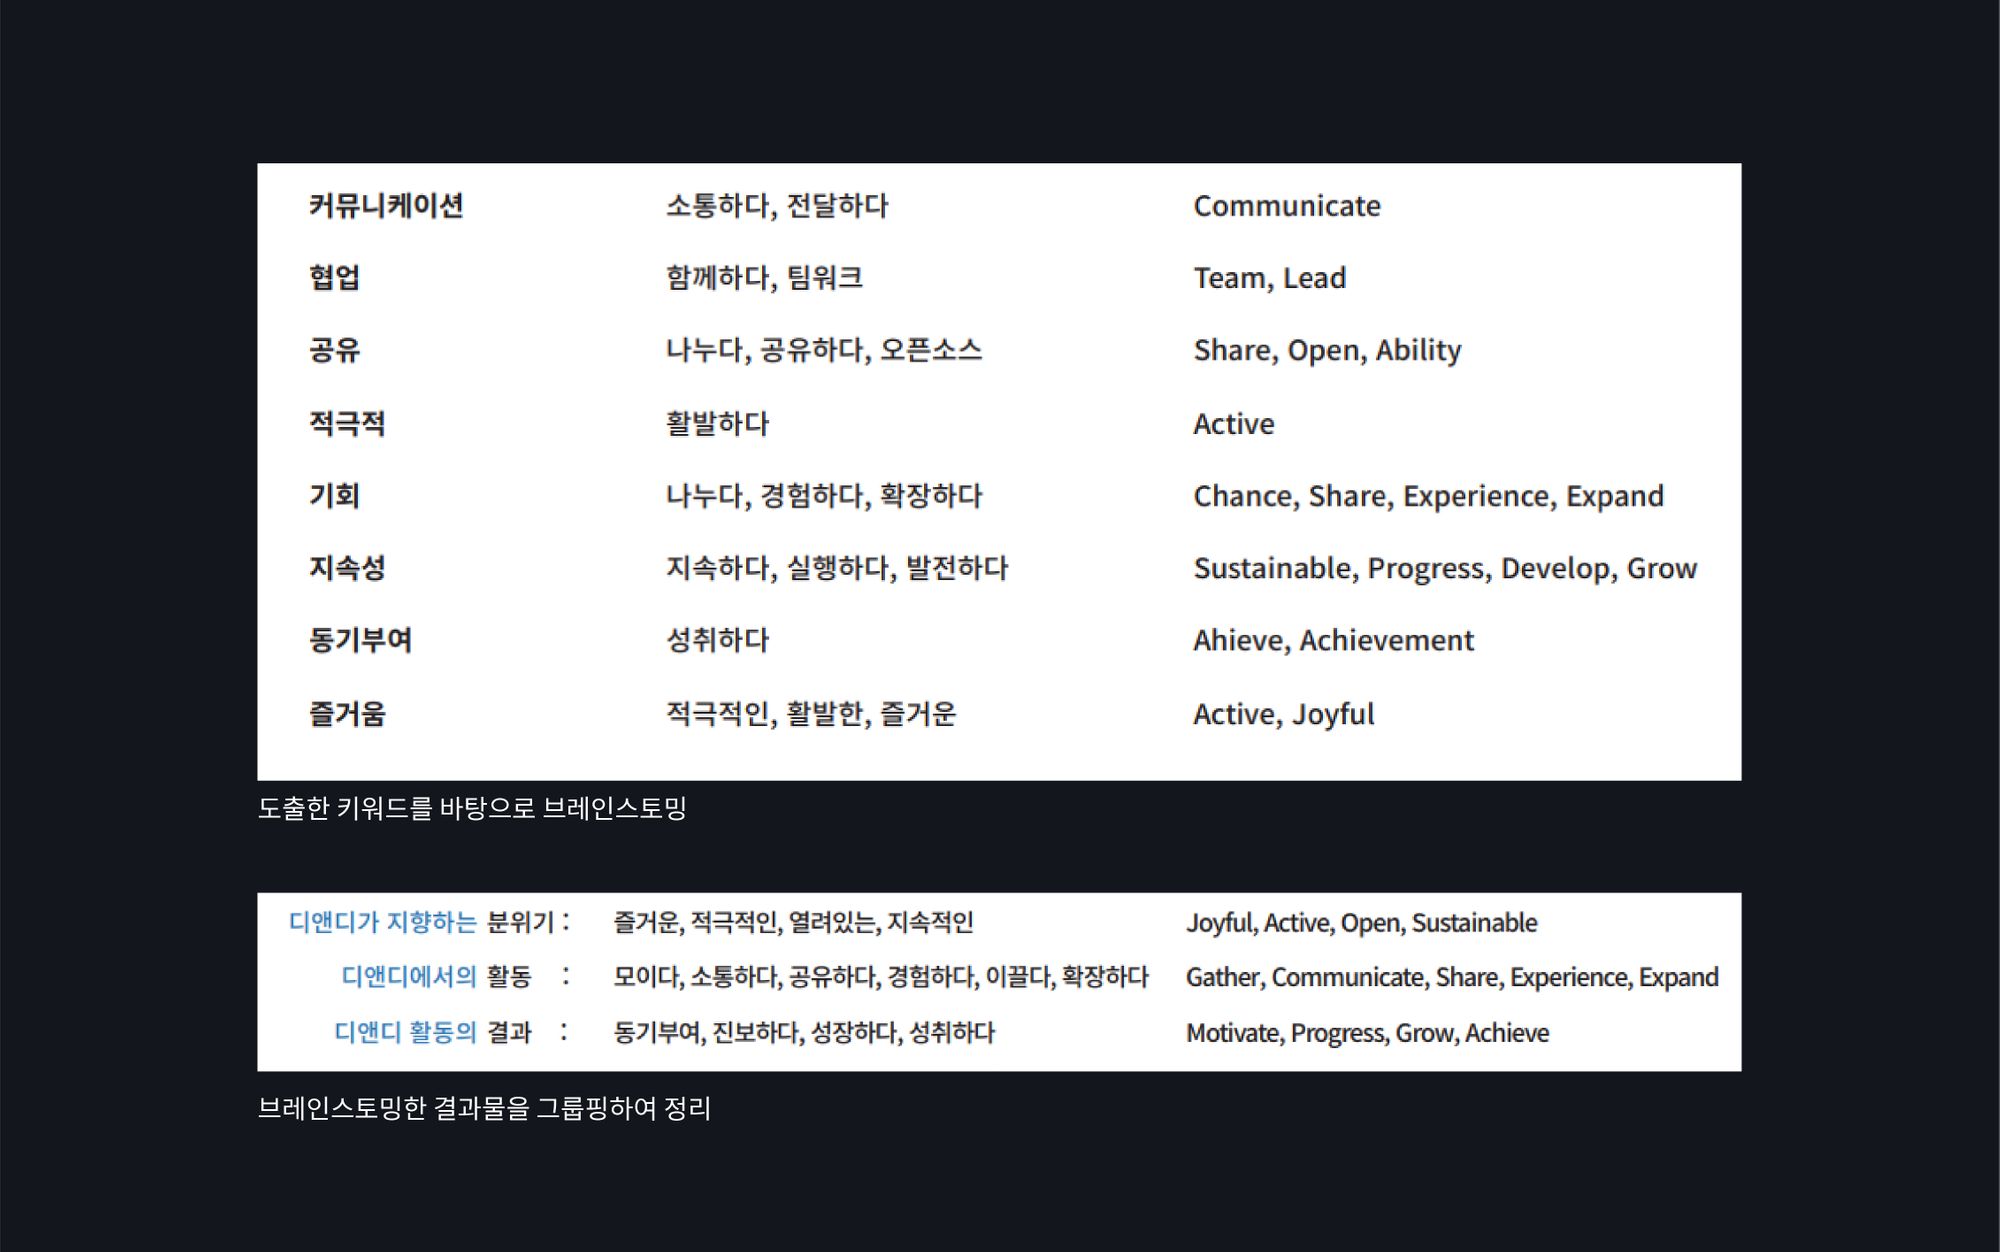 커뮤니케이션 소통하다, 전달하다 Communicate
협업 함께하다, 팀워크 Team, Lead
공유 나누다, 공유하다, 오픈소스 Share, Open, Ability
적극적 활발하다 Active
기회 나누다, 경험하다, 확장하다 Chance, Share, Experience, Expand
지속성 지속하다, 실행하다, 발전하다 Sustainable, Progress, Develop, Grow
동기부여 성취하다 Ahieve, Achievement
즐거움 적극적인, 활발한, 즐거운 Active, Joyful
도출한 키워드를 바탕으로 브레인스토밍
디앤디가 지향하는 분위기 : 즐거운, 적극적인, 열려있는, 지속적인 Joyful, Active, Open, Sustainable
디앤디에서의 활동 : 모이다, 소통하다, 공유하다, 경험하다, 이끌다, 확장하다 Gather, Communicate, Share, Experience, Expand
디앤디 활동의 결과 : 동기부여, 진보하다, 성장하다, 성취하다 Motivate, Progress, Grow, Achieve
브레인스토밍한 결과물을 그룹핑하여 정리